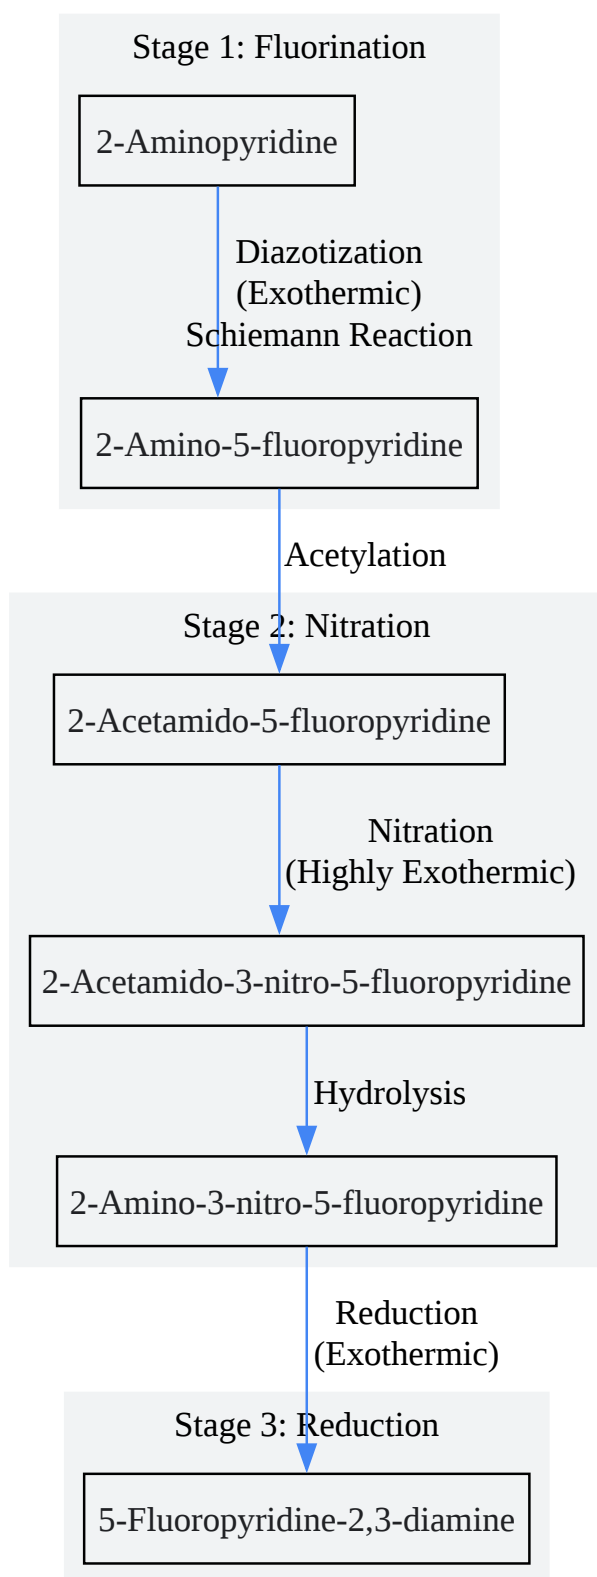 Stage 1: Fluorination
2-Aminopyridine
Diazotization
(Exothermic)
Schiemann Reaction
2-Amino-5-fluoropyridine
Acetylation
Stage 2: Nitration
2-Acetamido-5-fluoropyridine
Nitration
(Highly Exothermic)
2-Acetamido-3-nitro-5-fluoropyridine
Hydrolysis
2-Amino-3-nitro-5-fluoropyridine
Reduction
(Exothermic)
Stage 3: Reduction
5-Fluoropyridine-2,3-diamine